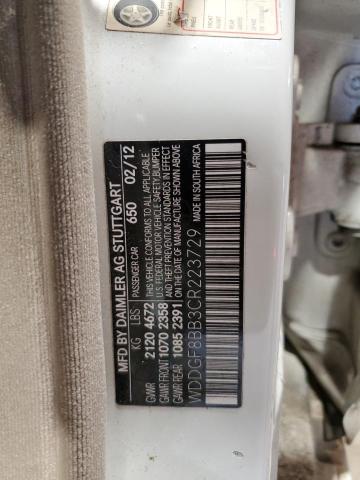 MFD BY DAIMLER AG STUTTGART
PASSENGER CAR 650 02/12
KG LBS
GVWR 2120 4672 THIS VEHICLE CONFORMS TO ALL APPLICABLE
U.S. FEDERAL MOTOR VEHICLE SAFETY, BUMPER
GAWR FRONT 1070 2358 AND THEFT PREVENTION STANDARDS IN EFFECT
GAWR REAR 1085 2391 ON THE DATE OF MANUFACTURE SHOWN ABOVE
WDDGF8BB3CR223729 MADE IN SOUTH AFRICA